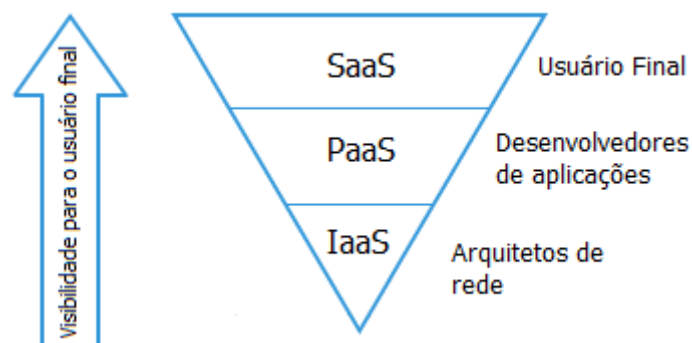 Visibilidade para o usuário final
SaaS
Usuário Final
PaaS
Desenvolvedores
de aplicações
IaaS
Arquitetos de
rede